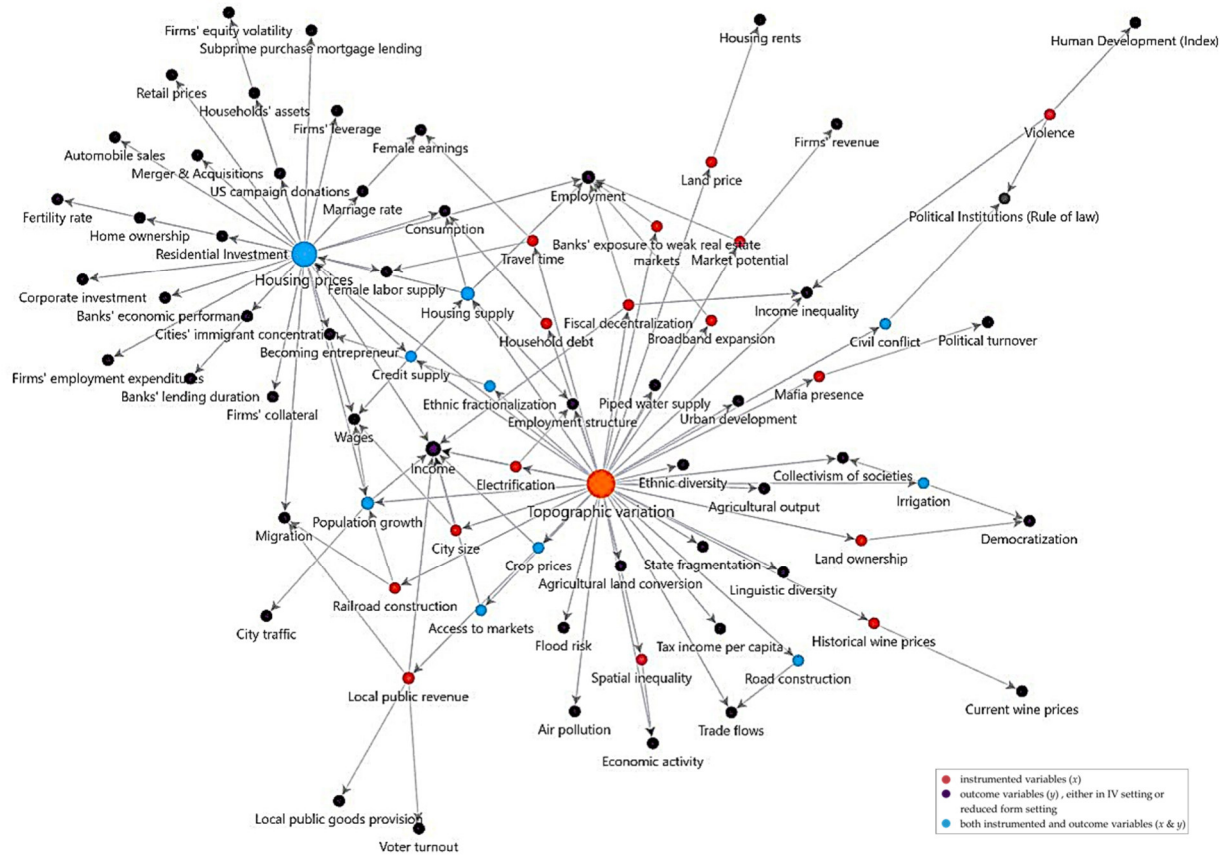 Firms' equity volatility
Subprime purchase mortgage lending
Housing rents
Human Development (Index)
Retail prices
Households' assets
Firms' leverage
Female earnings
Firms' revenue
Violence
Automobile sales
Merger & Acquisitions
US campaign donations
Marriage rate
Land price
Employment
Fertility rate
Home ownership
Residential Investment
Consumption
Political Institutions (Rule of law)
Banks' exposure to weak real estate
markets
Travel time
Market potential
Housing prices
Female labor supply
Corporate investment
Banks' economic performance
Housing supply
Income inequality
Cities' immigrant concentration
Fiscal decentralization
Household debt
Broadband expansion
Civil conflict
Political turnover
Becoming entrepreneur
Credit supply
Firms' employment expenditures
Banks' lending duration
Firms' collateral
Ethnic fractionalization
Piped water supply
Mafia presence
Employment structure
Urban development
Wages
Income
Electrification
Ethnic diversity
Collectivism of societies
Agricultural output
Irrigation
Topographic variation
Population growth
Migration
City size
Democratization
Land ownership
Crop prices
State fragmentation
Agricultural land conversion
Linguistic diversity
Railroad construction
Access to markets
City traffic
Flood risk
Tax income per capita
Historical wine prices
Spatial inequality
Road construction
Local public revenue
Current wine prices
Air pollution
Trade flows
Economic activity
Local public goods provision
Voter turnout
instrumented variables (x)
outcome variables (y) , either in IV setting or
reduced form setting
both instrumented and outcome variables (x & y)